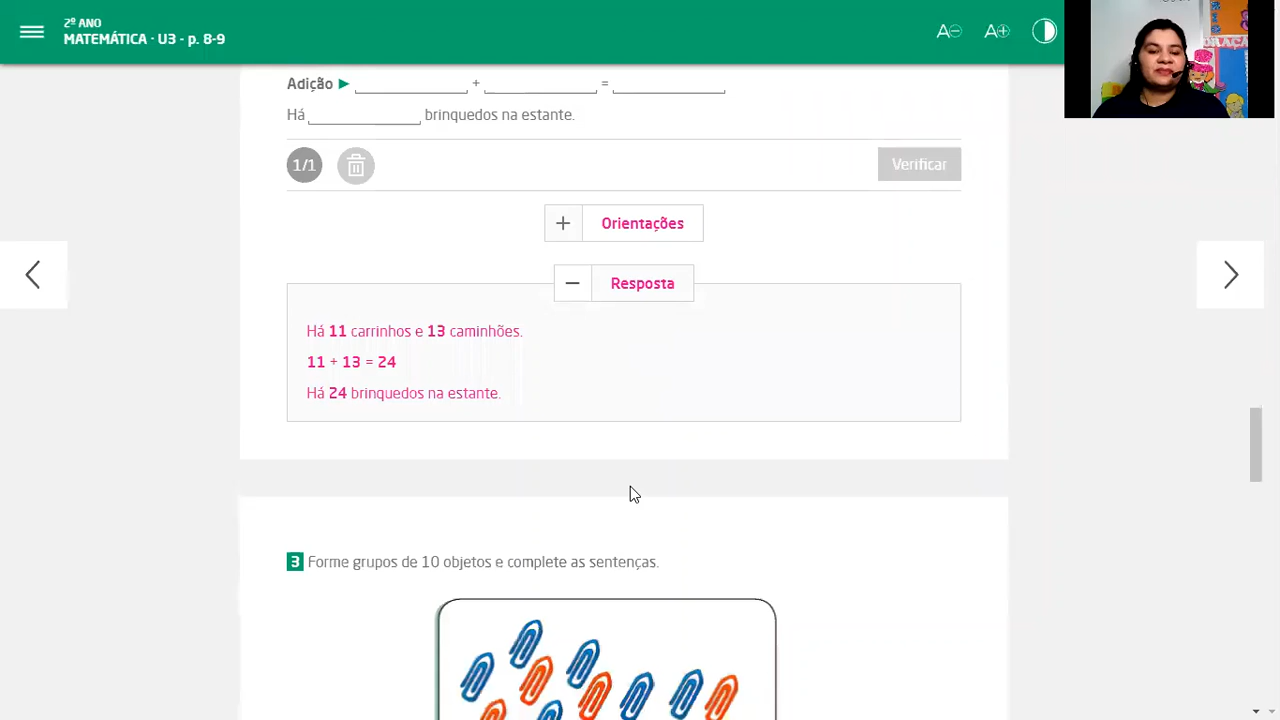 2º ANO
MATEMÁTICA · U3 - p. 8-9
A- A+
Adição ► + =
Há brinquedos na estante.
1/1
Verificar
+ Orientações
− Resposta
Há 11 carrinhos e 13 caminhões.
11 + 13 = 24
Há 24 brinquedos na estante.
3 Forme grupos de 10 objetos e complete as sentenças.